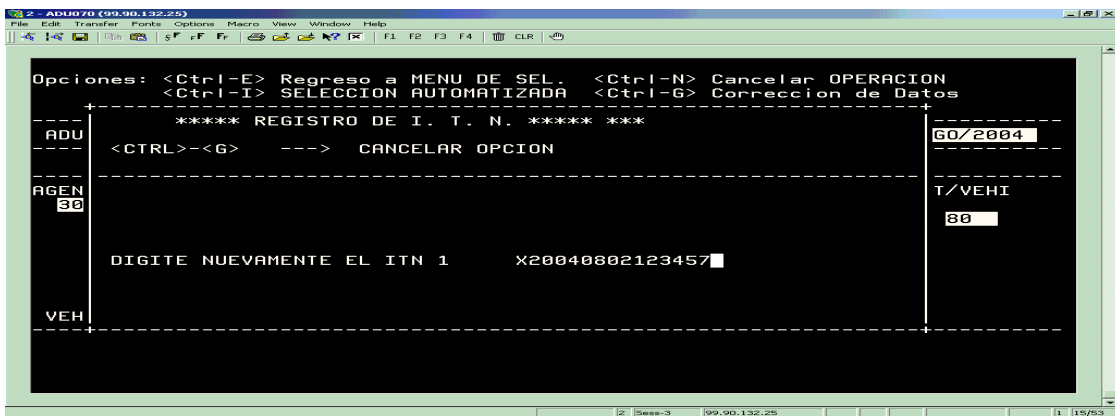 2 - ADU070 (99.90.132.25)
File Edit Transfer Fonts Options Macro View Window Help
F1 F2 F3 F4 CLR
Opciones: <Ctrl-E> Regreso a MENU DE SEL. <Ctrl-N> Cancelar OPERACION
<Ctrl-I> SELECCION AUTOMATIZADA <Ctrl-G> Correccion de Datos
***** REGISTRO DE I. T. N. ***** ***
ADU GO/2004
<CTRL>-<G> ---> CANCELAR OPCION
AGEN T/VEHI
30 80
DIGITE NUEVAMENTE EL ITN 1 X20040802123457
VEH
2 Sess-3 99.90.132.25 1 15/53